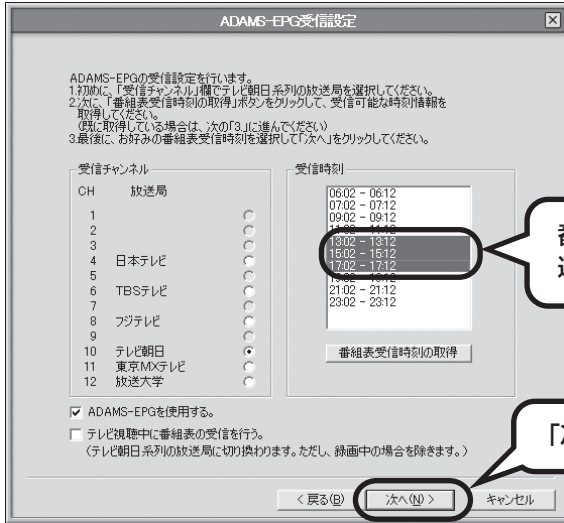 ADAMS-EPG受信設定
ADAMS-EPGの受信設定を行います。
1.初めに、「受信チャンネル」欄でテレビ朝日系列の放送局を選択してください。
2.次に、「番組表受信時刻の取得」ボタンをクリックして、受信可能な時刻情報を
取得してください。
(既に取得している場合は、次の「3.」に進んでください)
3.最後に、お好みの番組表受信時刻を選択して「次へ」をクリックしてください。
受信チャンネル
CH 放送局
1
2
3
4 日本テレビ
5
6 TBSテレビ
7
8 フジテレビ
9
10 テレビ朝日
11 東京MXテレビ
12 放送大学
受信時刻
06:02 - 06:12
07:02 - 07:12
09:02 - 09:12
11:02 - 11:12
13:02 - 13:12
15:02 - 15:12
17:02 - 17:12
19:02 - 19:12
21:02 - 21:12
23:02 - 23:12
番組表受信時刻の取得
ADAMS-EPGを使用する。
テレビ視聴中に番組表の受信を行う。
(テレビ朝日系列の放送局に切り換わります。ただし、録画中の場合を除きます。)
< 戻る(B)
次へ(N) >
キャンセル